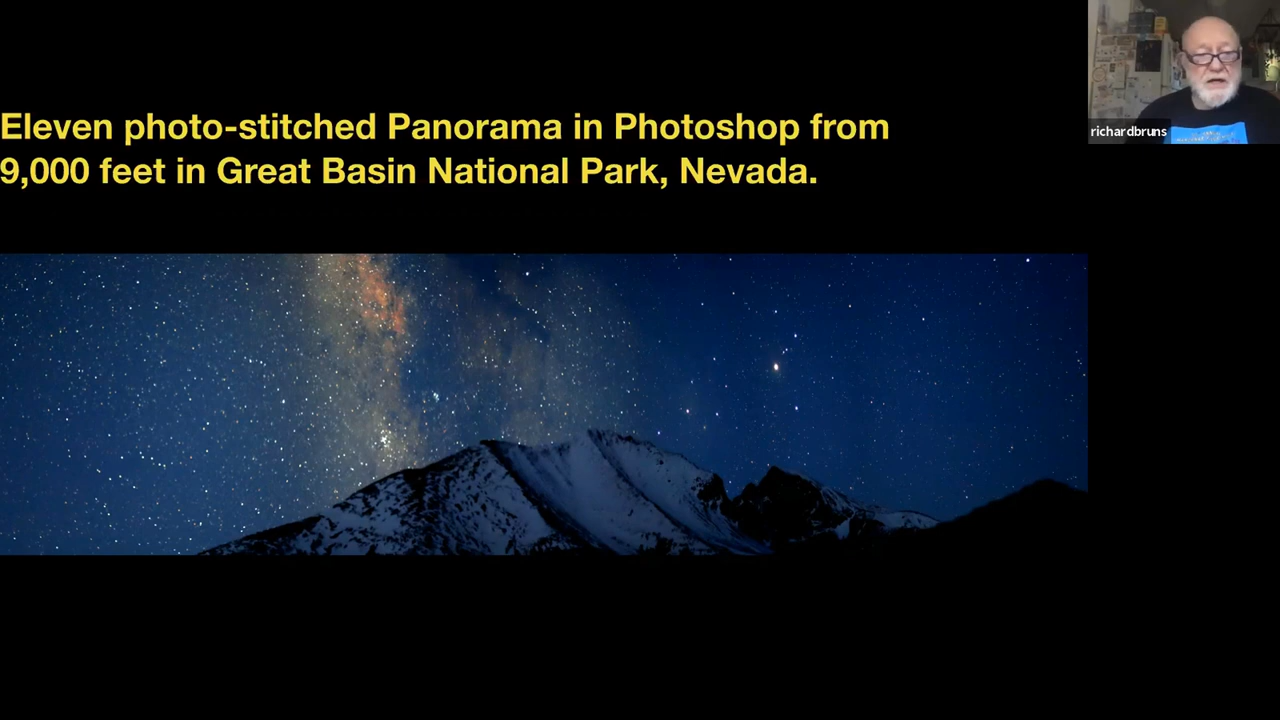 Eleven photo-stitched Panorama in Photoshop from
9,000 feet in Great Basin National Park, Nevada.
richardbruns